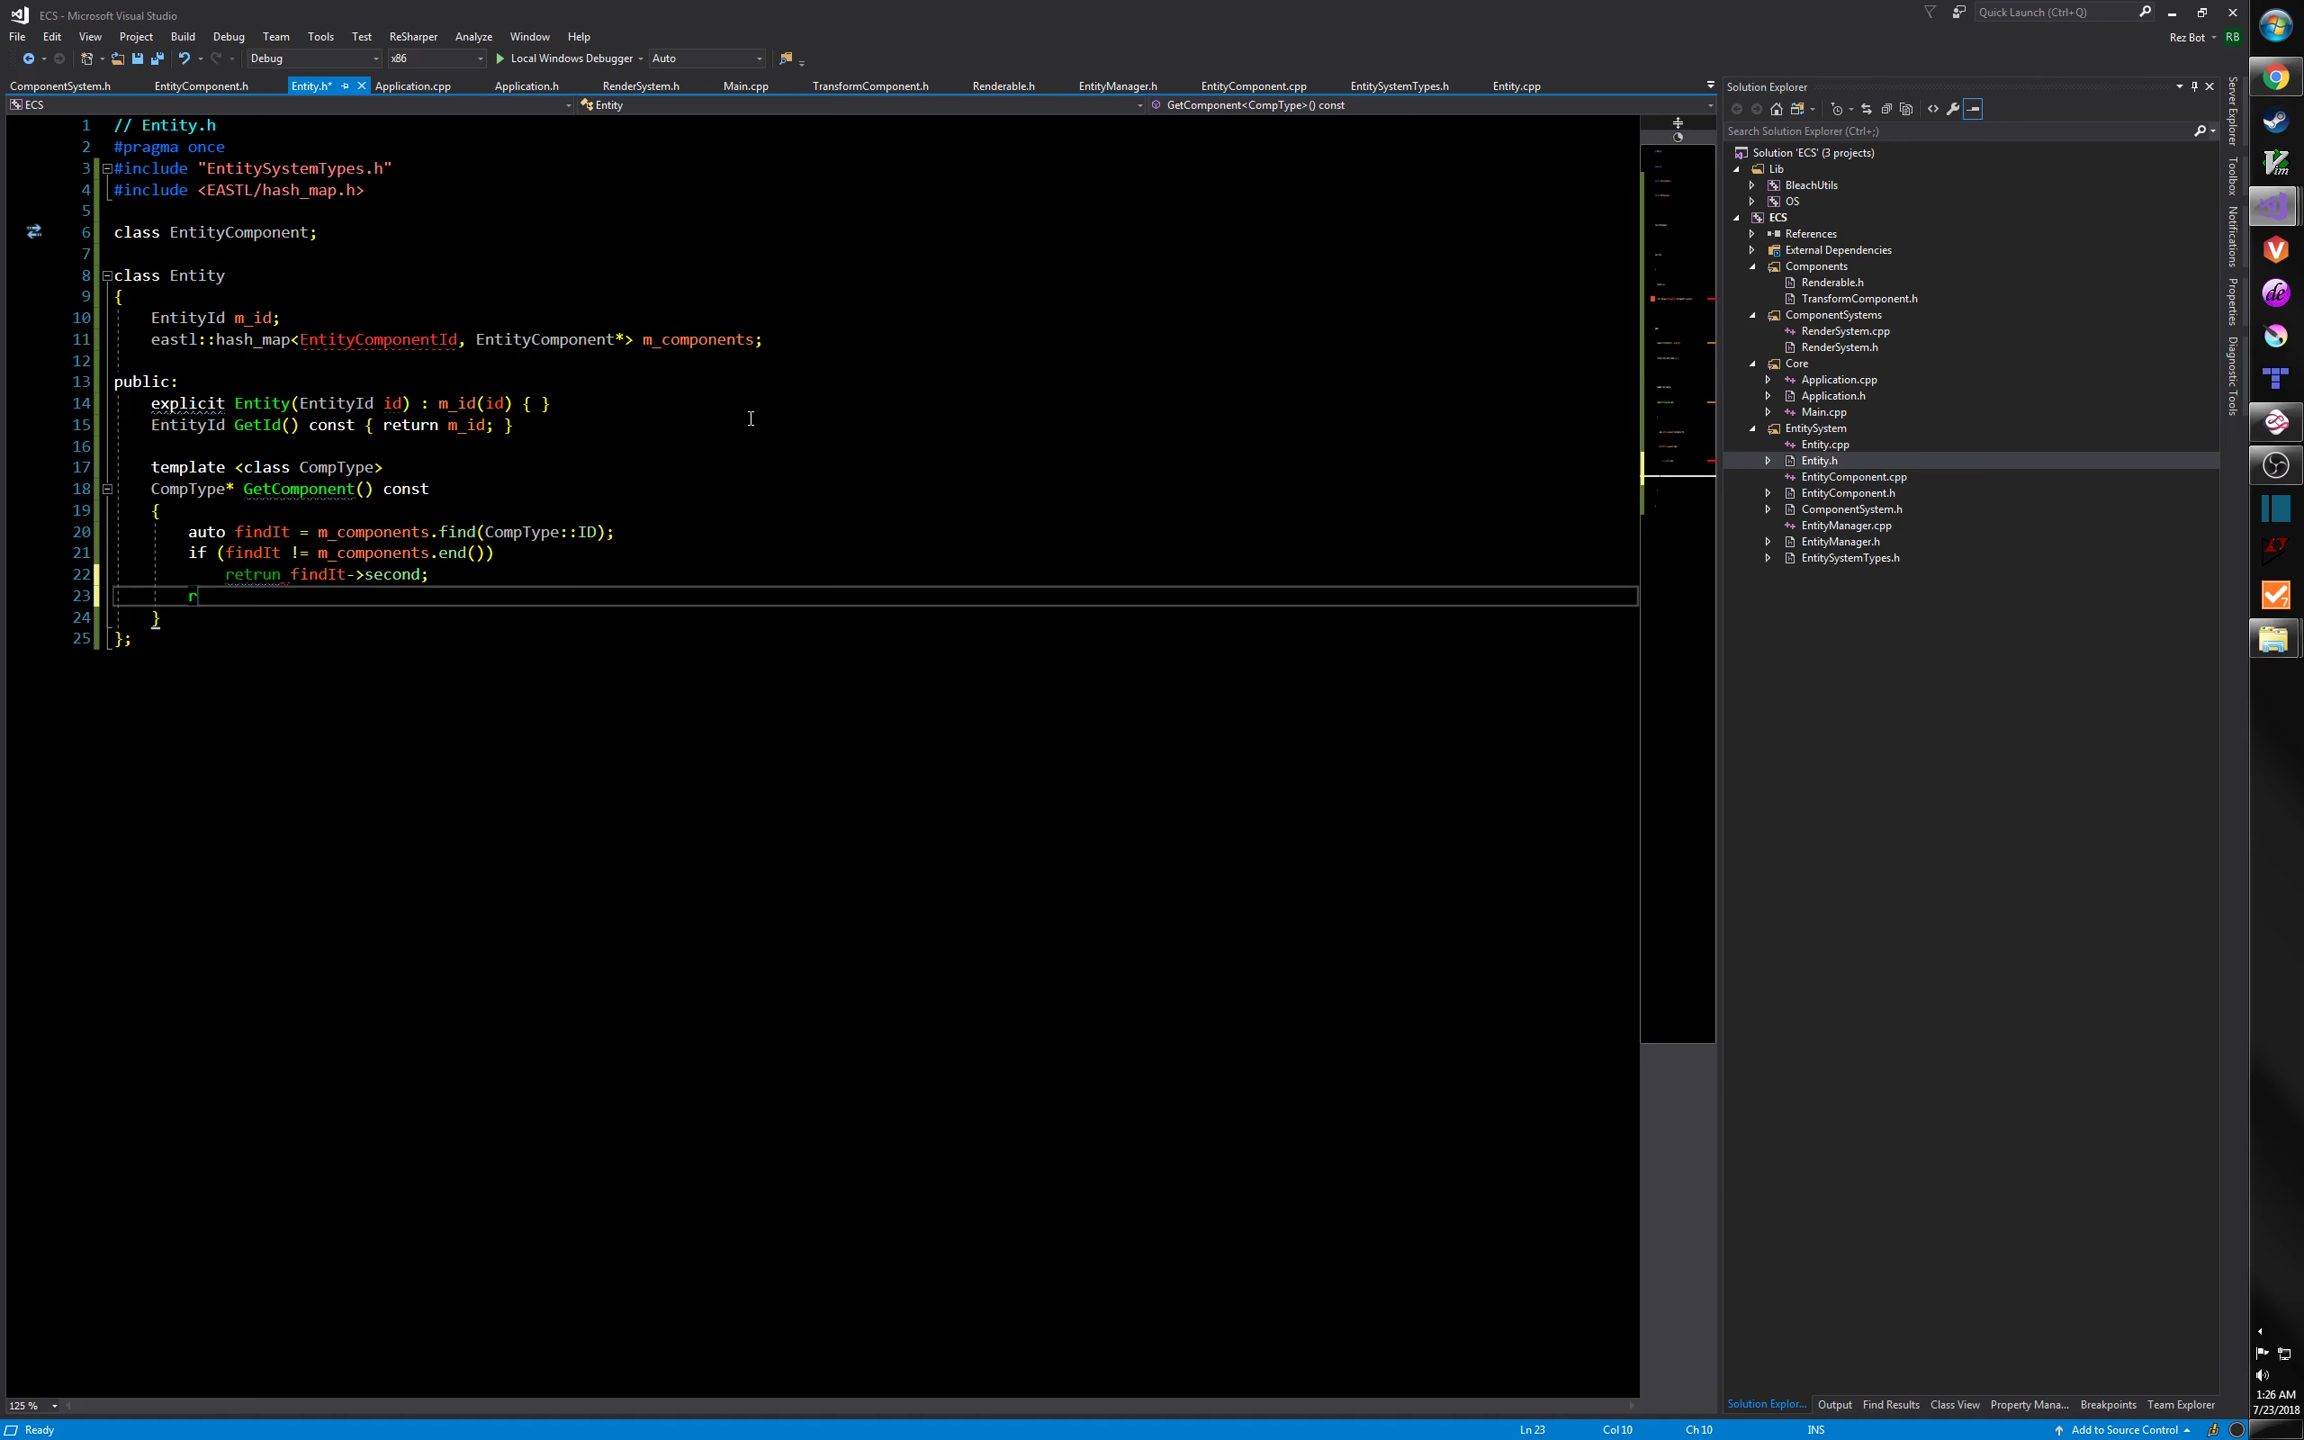 ECS - Microsoft Visual Studio
Quick Launch (Ctrl+Q)
File Edit View Project Build Debug Team Tools Test ReSharper Analyze Window Help
Rez Bot RB
Debug x86 Local Windows Debugger Auto
ComponentSystem.h EntityComponent.h Entity.h* Application.cpp Application.h RenderSystem.h Main.cpp TransformComponent.h Renderable.h EntityManager.h EntityComponent.cpp EntitySystemTypes.h Entity.cpp
ECS Entity GetComponent<CompType>() const
1 // Entity.h
2 #pragma once
3 #include "EntitySystemTypes.h"
4 #include <EASTL/hash_map.h>
5
6 class EntityComponent;
7
8 class Entity
9 {
10 EntityId m_id;
11 eastl::hash_map<EntityComponentId, EntityComponent*> m_components;
12
13 public:
14 explicit Entity(EntityId id) : m_id(id) { }
15 EntityId GetId() const { return m_id; }
16
17 template <class CompType>
18 CompType* GetComponent() const
19 {
20 auto findIt = m_components.find(CompType::ID);
21 if (findIt != m_components.end())
22 retrun findIt->second;
23 r
24 }
25 };
125 %
Solution Explorer
Search Solution Explorer (Ctrl+;)
Solution 'ECS' (3 projects)
Lib
BleachUtils
OS
ECS
References
External Dependencies
Components
Renderable.h
TransformComponent.h
ComponentSystems
RenderSystem.cpp
RenderSystem.h
Core
Application.cpp
Application.h
Main.cpp
EntitySystem
Entity.cpp
Entity.h
EntityComponent.cpp
EntityComponent.h
ComponentSystem.h
EntityManager.cpp
EntityManager.h
EntitySystemTypes.h
Solution Explor... Output Find Results Class View Property Mana... Breakpoints Team Explorer
Server Explorer
Toolbox
Notifications
Properties
Diagnostic Tools
Vim
de
7
1:26 AM
7/23/2018
Ready Ln 23 Col 10 Ch 10 INS Add to Source Control